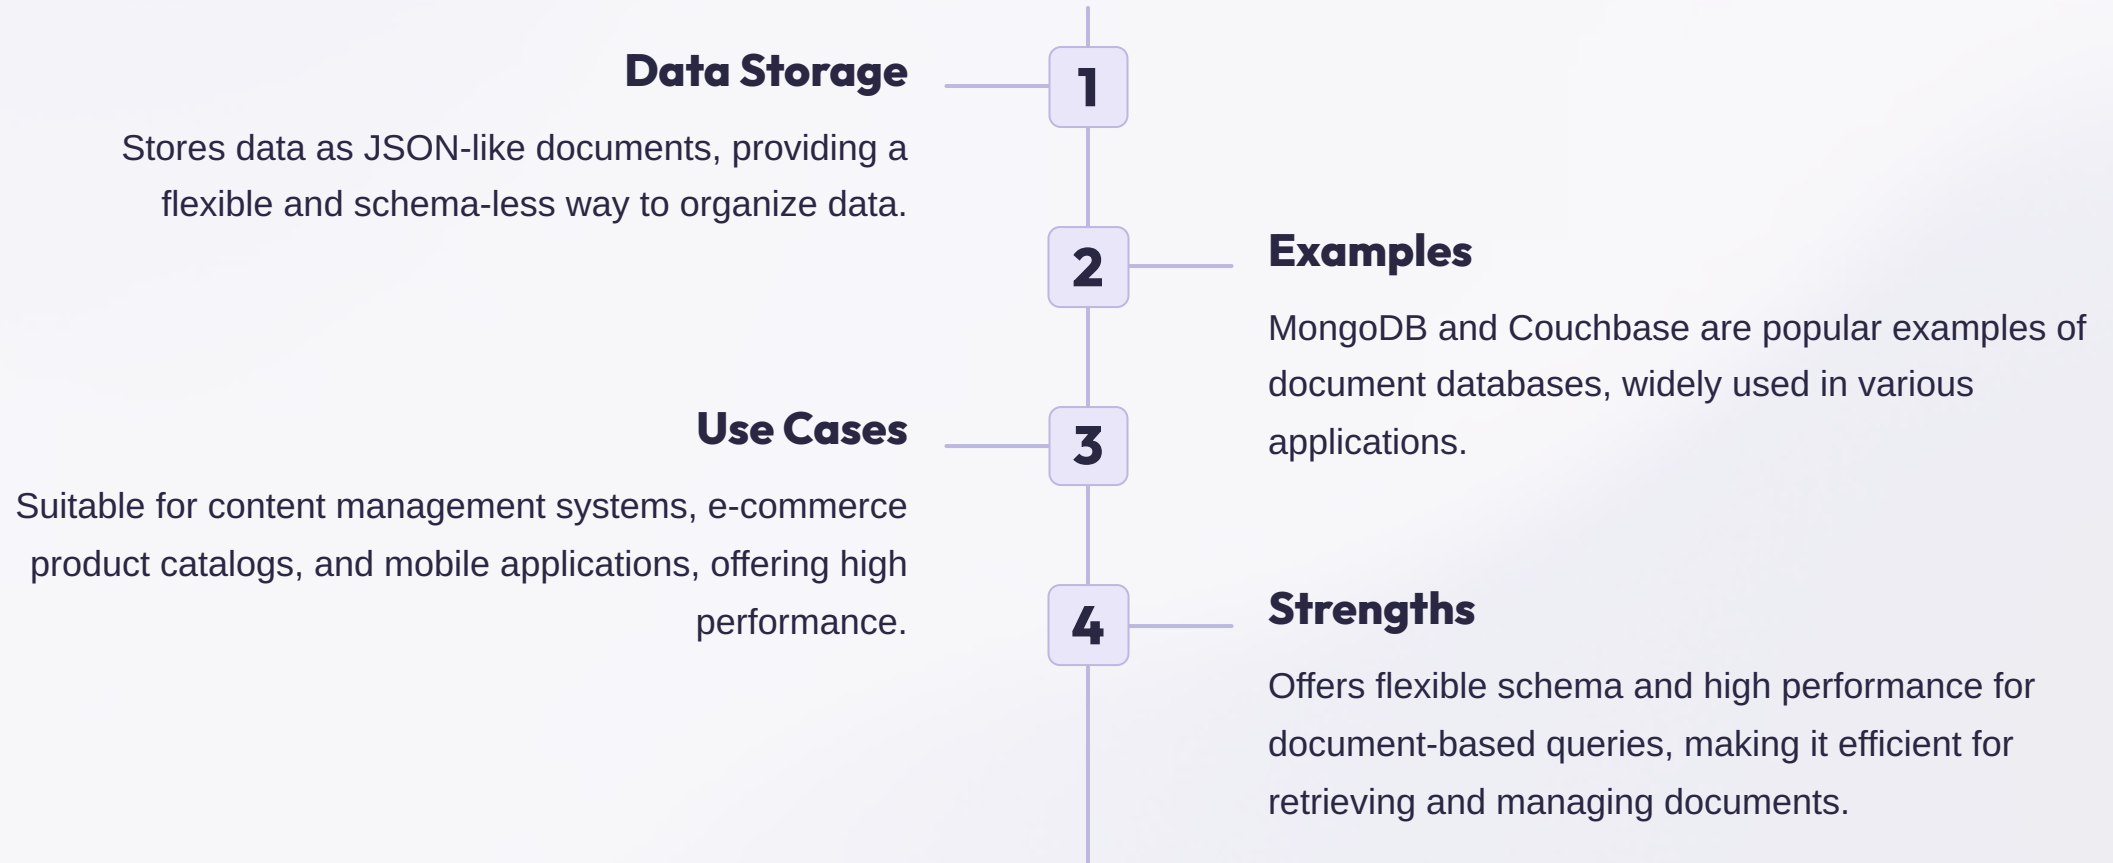 Data Storage
1
Stores data as JSON-like documents, providing a
flexible and schema-less way to organize data.
2
Examples
MongoDB and Couchbase are popular examples of
document databases, widely used in various
applications.
Use Cases
3
Suitable for content management systems, e-commerce
product catalogs, and mobile applications, offering high
performance.
4
Strengths
Offers flexible schema and high performance for
document-based queries, making it efficient for
retrieving and managing documents.